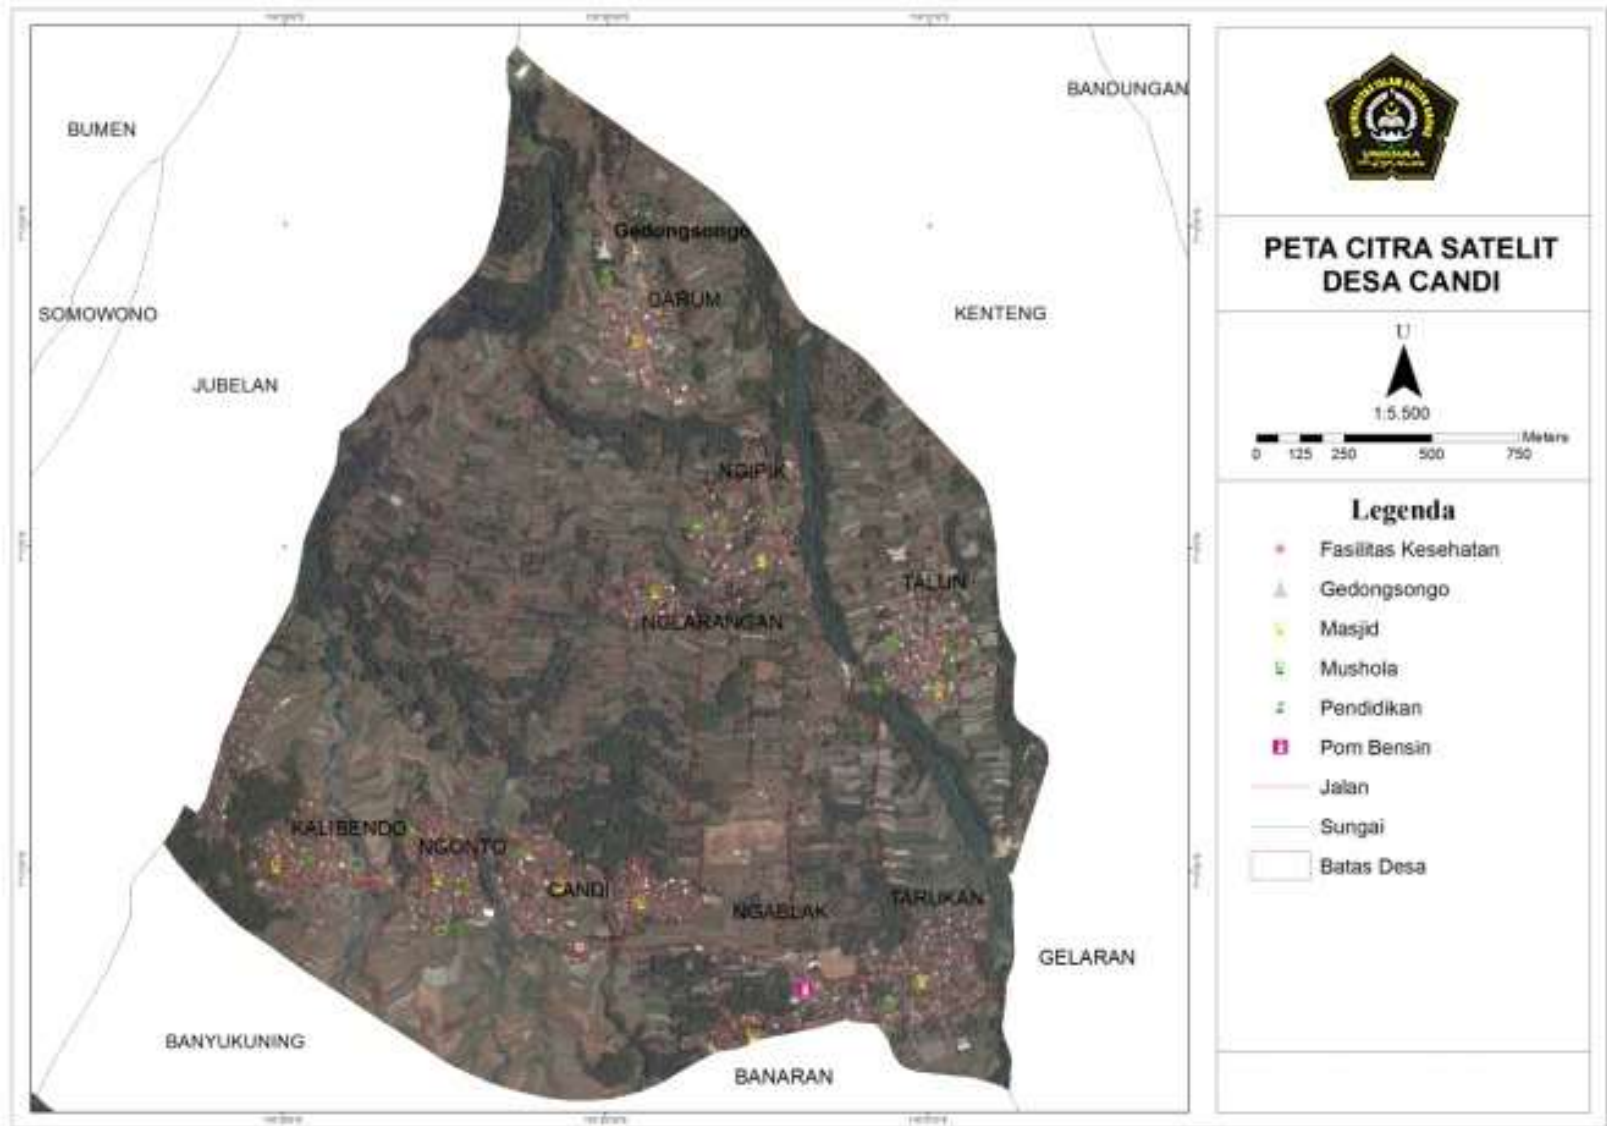 BANDUNGAN
BUMEN
Gedongsongo
DARUM
SOMOWONO
KENTENG
JUBELAN
NGIPIK
TALUN
NGLARANGAN
KALIBENDO
NGONTO
CANDI
NGABLAK
TARUKAN
GELARAN
BANYUKUNING
BANARAN
UNISSULA
PETA CITRA SATELIT
DESA CANDI
U
1:5.500
Meters
0 125 250 500 750
Legenda
Fasilitas Kesehatan
Gedongsongo
Masjid
Mushola
Pendidikan
Pom Bensin
Jalan
Sungai
Batas Desa